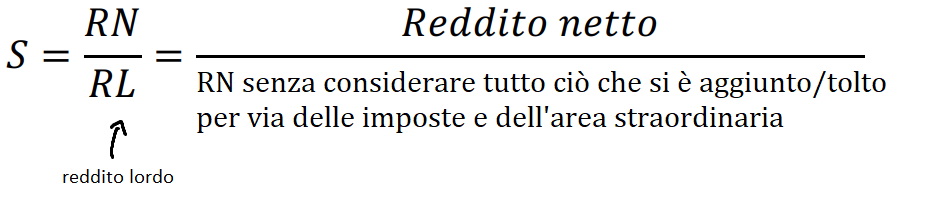 S = RN / RL = Reddito netto / RN senza considerare tutto ciò che si è aggiunto/tolto
per via delle imposte e dell'area straordinaria
reddito lordo